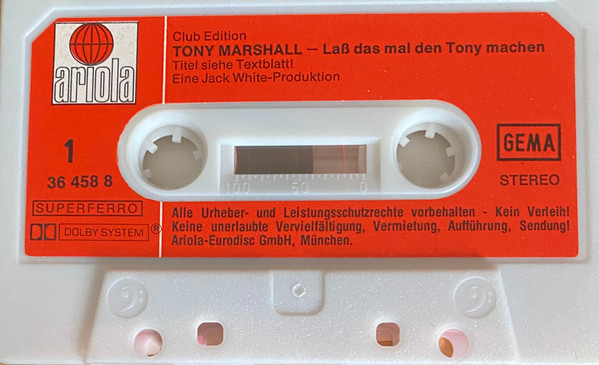 ariola
Club Edition
TONY MARSHALL – Laß das mal den Tony machen
Titel siehe Textblatt!
Eine Jack White-Produktion
1
36 458 8
100 50 0
GEMA
STEREO
SUPERFERRO
DOLBY SYSTEM®
Alle Urheber- und Leistungsschutzrechte vorbehalten - Kein Verleih!
Keine unerlaubte Vervielfältigung, Vermietung, Aufführung, Sendung!
Ariola-Eurodisc GmbH, München.